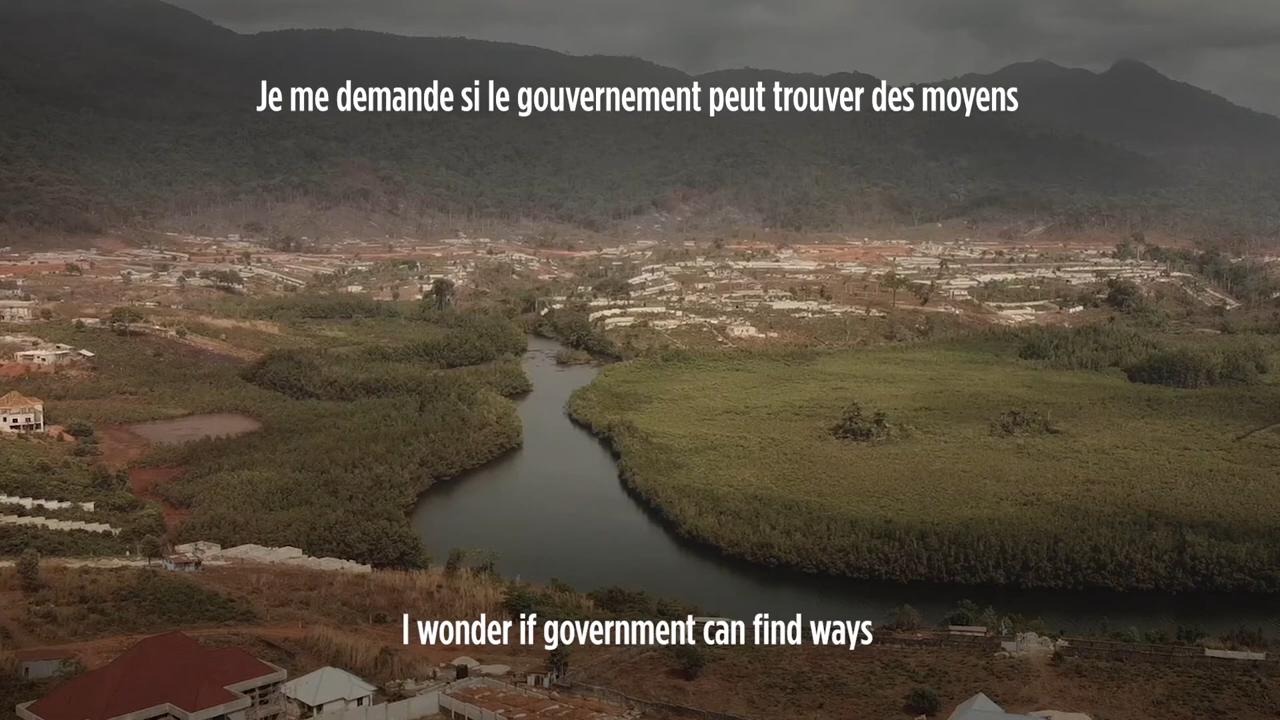 Je me demande si le gouvernement peut trouver des moyens
I wonder if government can find ways